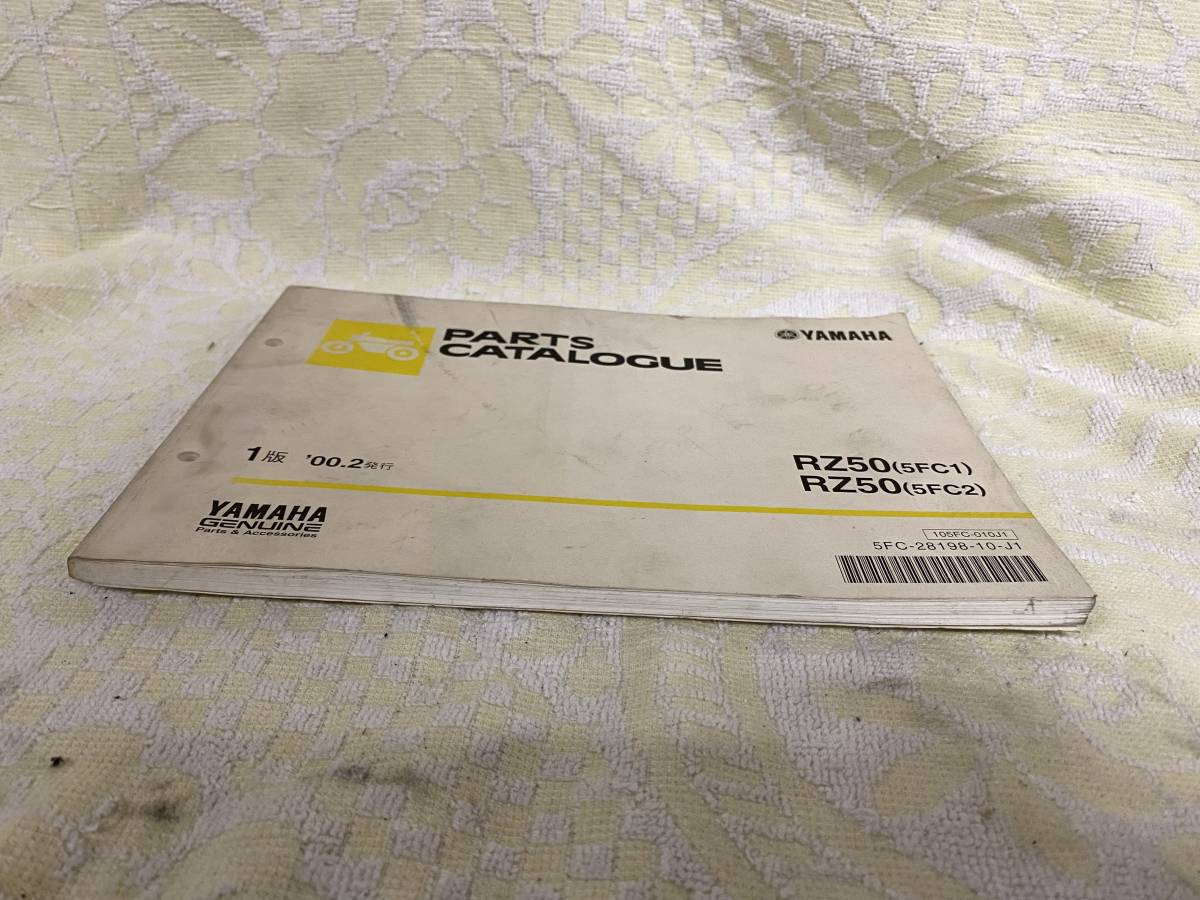 PARTS
CATALOGUE
YAMAHA
1版 '00.2発行
RZ50(5FC1)
RZ50(5FC2)
YAMAHA
GENUINE
Parts & Accessories
105FC-010J1
5FC-28198-10-J1